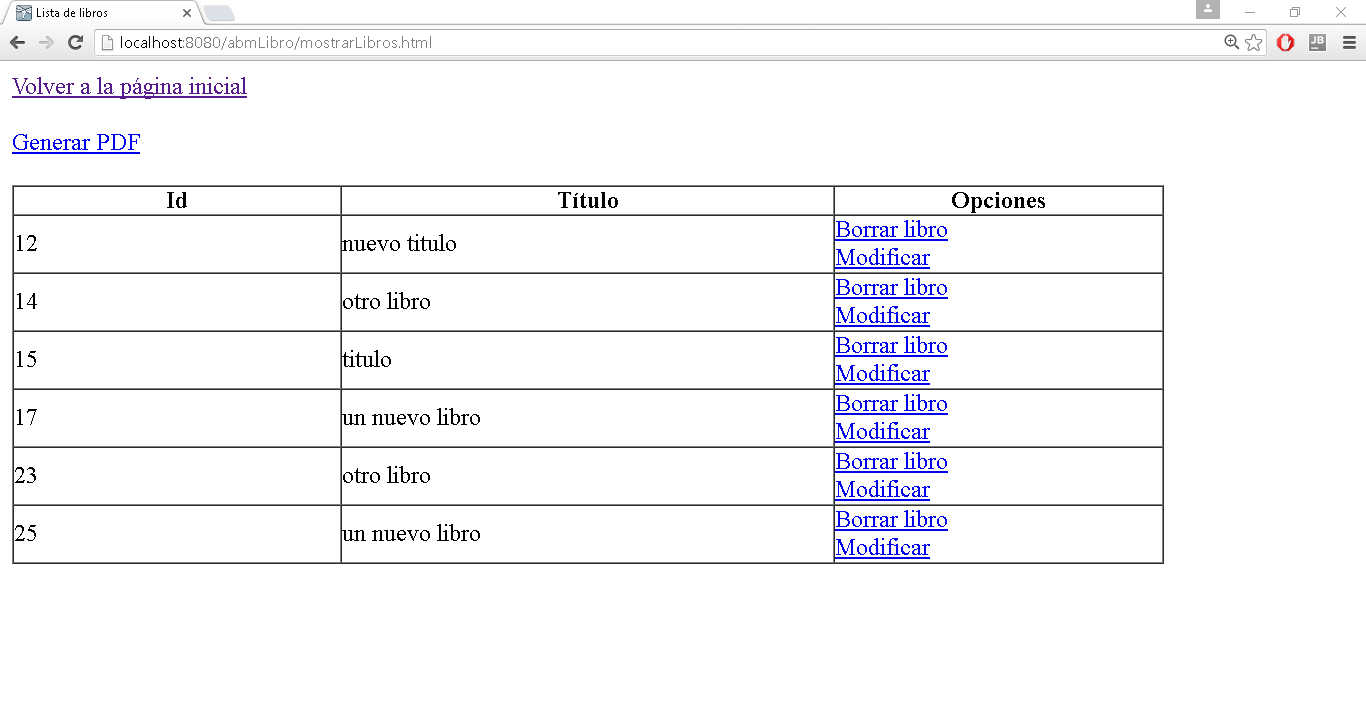 Lista de libros
localhost:8080/abmLibro/mostrarLibros.html
JB
Volver a la página inicial
Generar PDF
Id Título Opciones
12 nuevo titulo Borrar libro
Modificar
14 otro libro Borrar libro
Modificar
15 titulo Borrar libro
Modificar
17 un nuevo libro Borrar libro
Modificar
23 otro libro Borrar libro
Modificar
25 un nuevo libro Borrar libro
Modificar